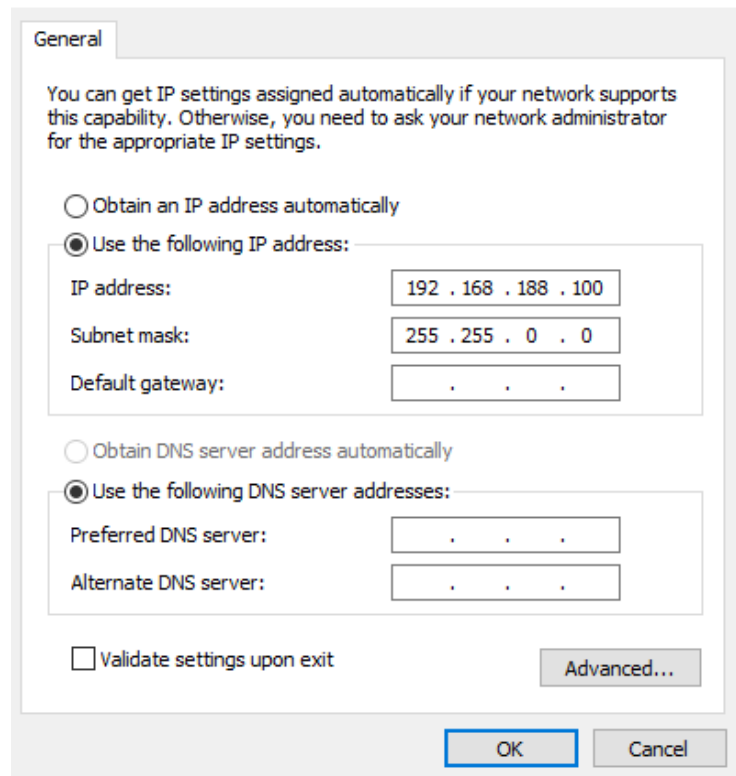 General
You can get IP settings assigned automatically if your network supports
this capability. Otherwise, you need to ask your network administrator
for the appropriate IP settings.
Obtain an IP address automatically
Use the following IP address:
IP address: 192 . 168 . 188 . 100
Subnet mask: 255 . 255 . 0 . 0
Default gateway: . . .
Obtain DNS server address automatically
Use the following DNS server addresses:
Preferred DNS server: . . .
Alternate DNS server: . . .
Validate settings upon exit
Advanced...
OK Cancel